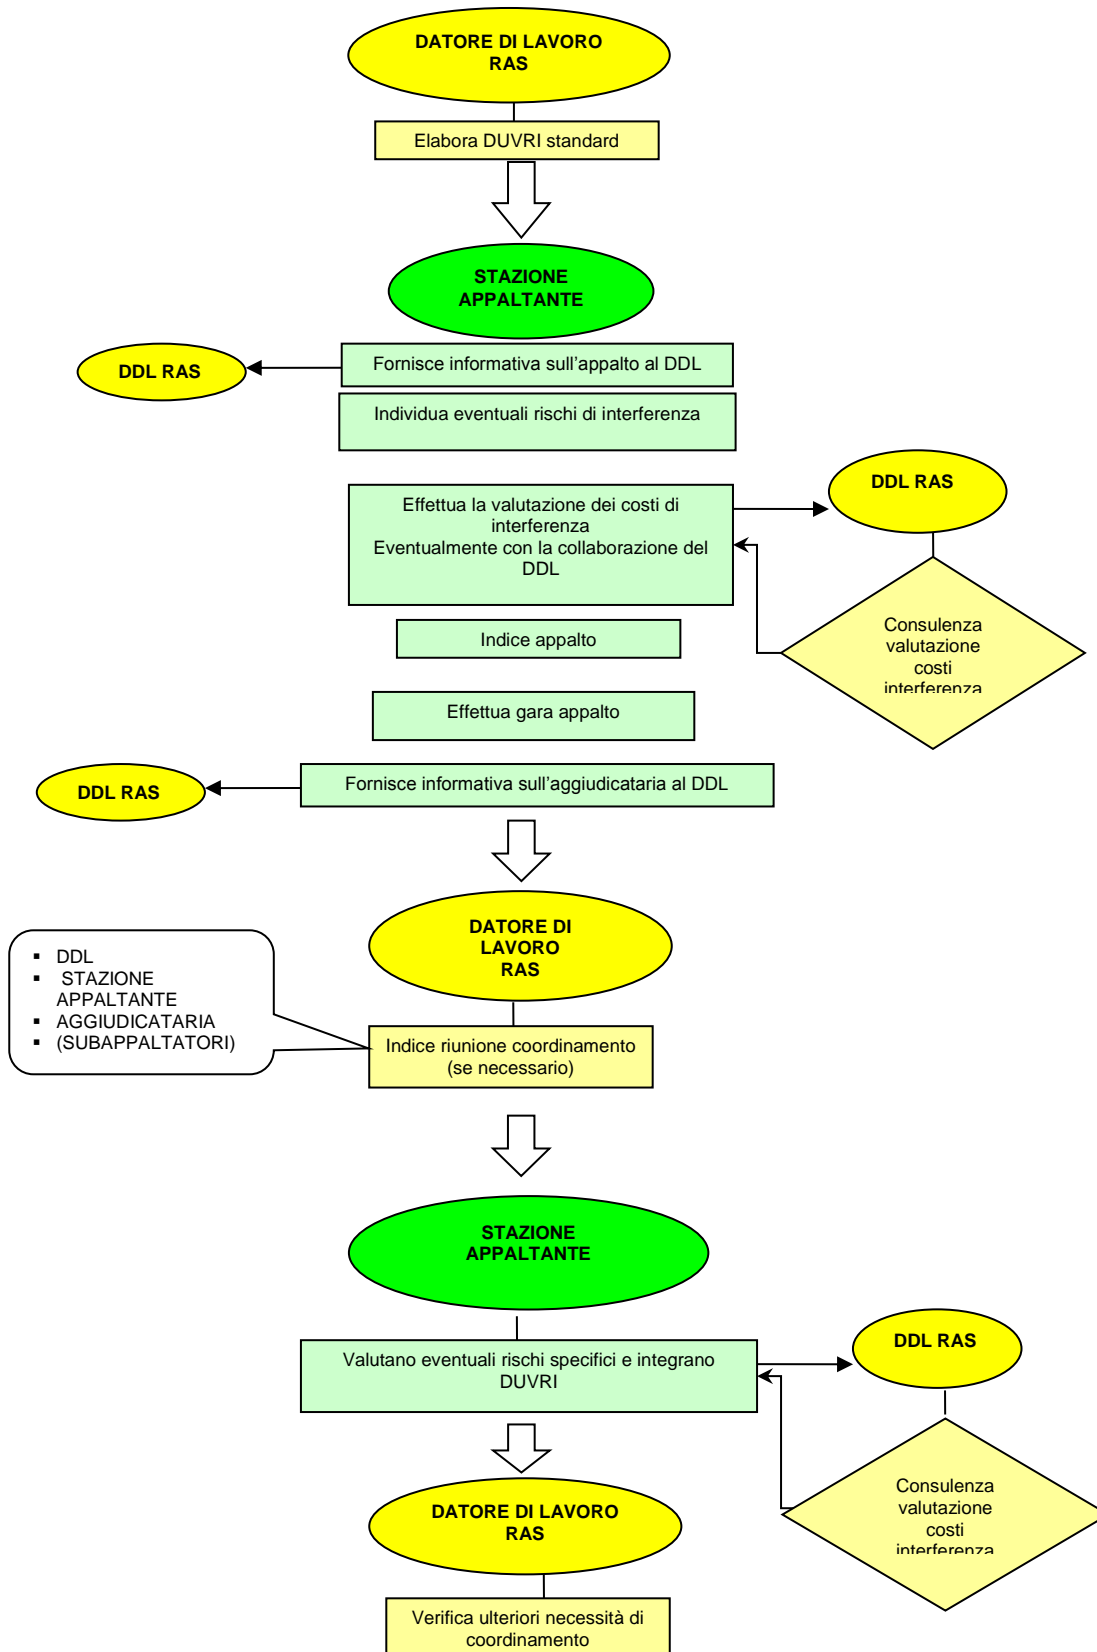 DATORE DI LAVORO
RAS
Elabora DUVRI standard
STAZIONE
APPALTANTE
Fornisce informativa sull'appalto al DDL
DDL RAS
Individua eventuali rischi di interferenza
Effettua la valutazione dei costi di
interferenza
Eventualmente con la collaborazione del
DDL
DDL RAS
Consulenza
valutazione
costi
interferenza
Indice appalto
Effettua gara appalto
Fornisce informativa sull'aggiudicataria al DDL
DDL RAS
DATORE DI
LAVORO
RAS
▪ DDL
▪ STAZIONE
APPALTANTE
▪ AGGIUDICATARIA
▪ (SUBAPPALTATORI)
Indice riunione coordinamento
(se necessario)
STAZIONE
APPALTANTE
Valutano eventuali rischi specifici e integrano
DUVRI
DDL RAS
Consulenza
valutazione
costi
interferenza
DATORE DI LAVORO
RAS
Verifica ulteriori necessità di
coordinamento